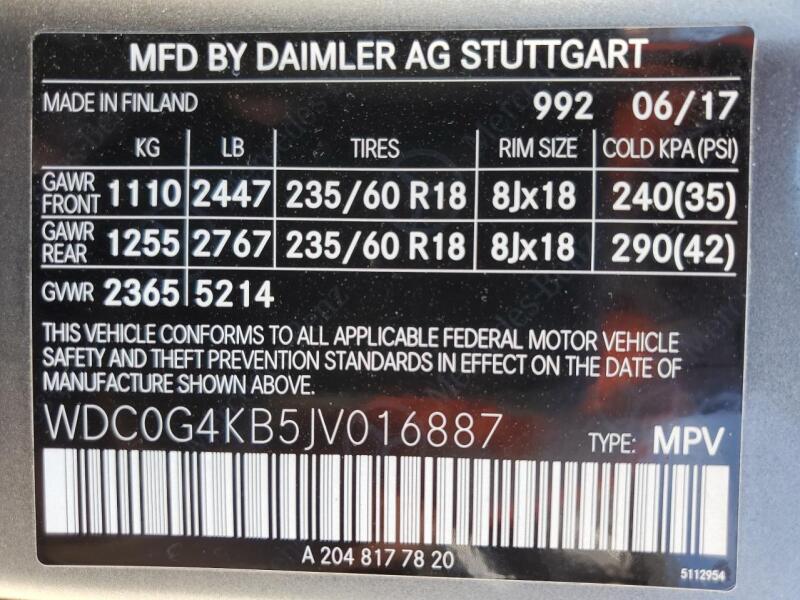 MFD BY DAIMLER AG STUTTGART
MADE IN FINLAND 992 06/17
KG LB TIRES RIM SIZE COLD KPA (PSI)
GAWR FRONT 1110 2447 235/60 R18 8Jx18 240(35)
GAWR REAR 1255 2767 235/60 R18 8Jx18 290(42)
GVWR 2365 5214
THIS VEHICLE CONFORMS TO ALL APPLICABLE FEDERAL MOTOR VEHICLE
SAFETY AND THEFT PREVENTION STANDARDS IN EFFECT ON THE DATE OF
MANUFACTURE SHOWN ABOVE.
WDC0G4KB5JV016887 TYPE: MPV
A 204 817 78 20
5112954